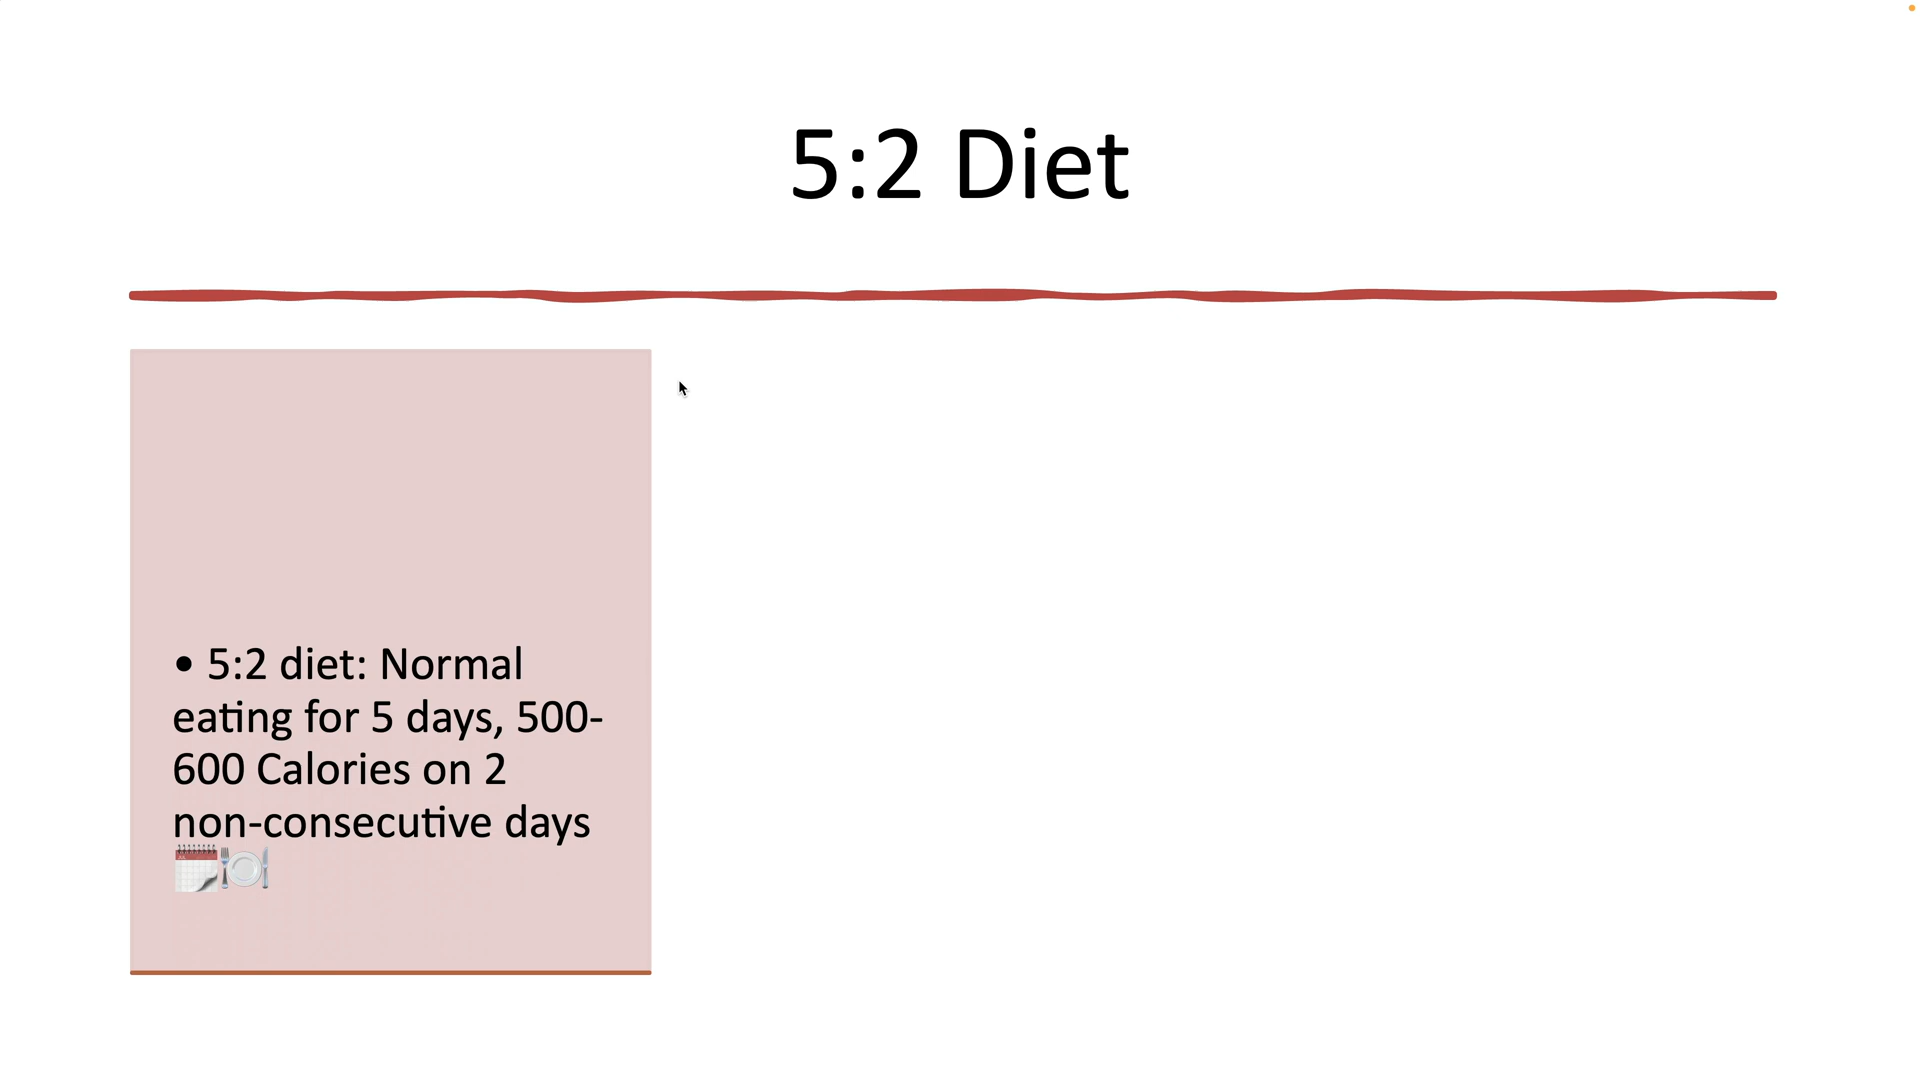 5:2 Diet
• 5:2 diet: Normal
eating for 5 days, 500-
600 Calories on 2
non-consecutive days
🗓️🍽️